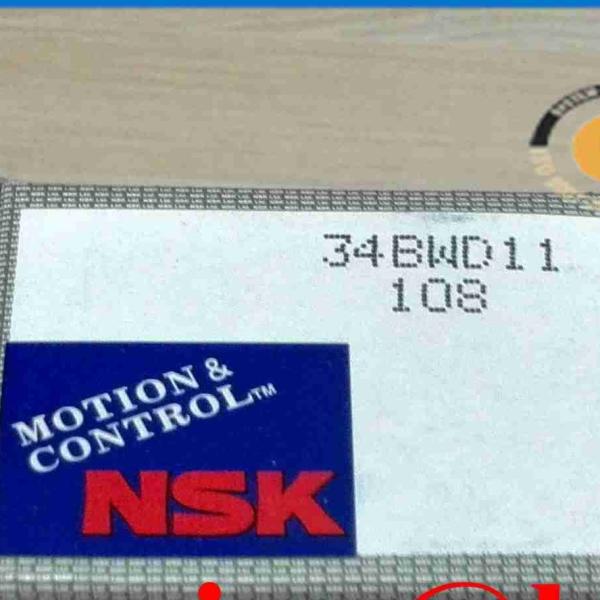 34BWD11
108
MOTION &
CONTROL™
NSK